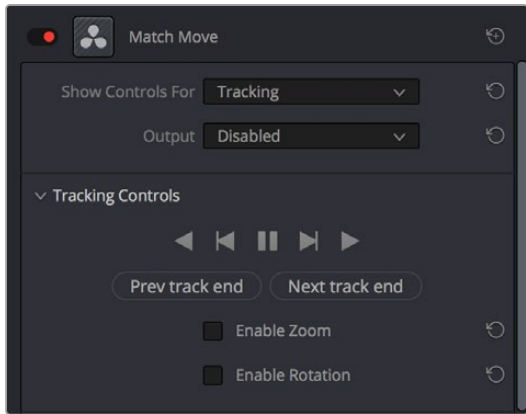 Match Move
Show Controls For Tracking
Output Disabled
Tracking Controls
Prev track end Next track end
Enable Zoom
Enable Rotation